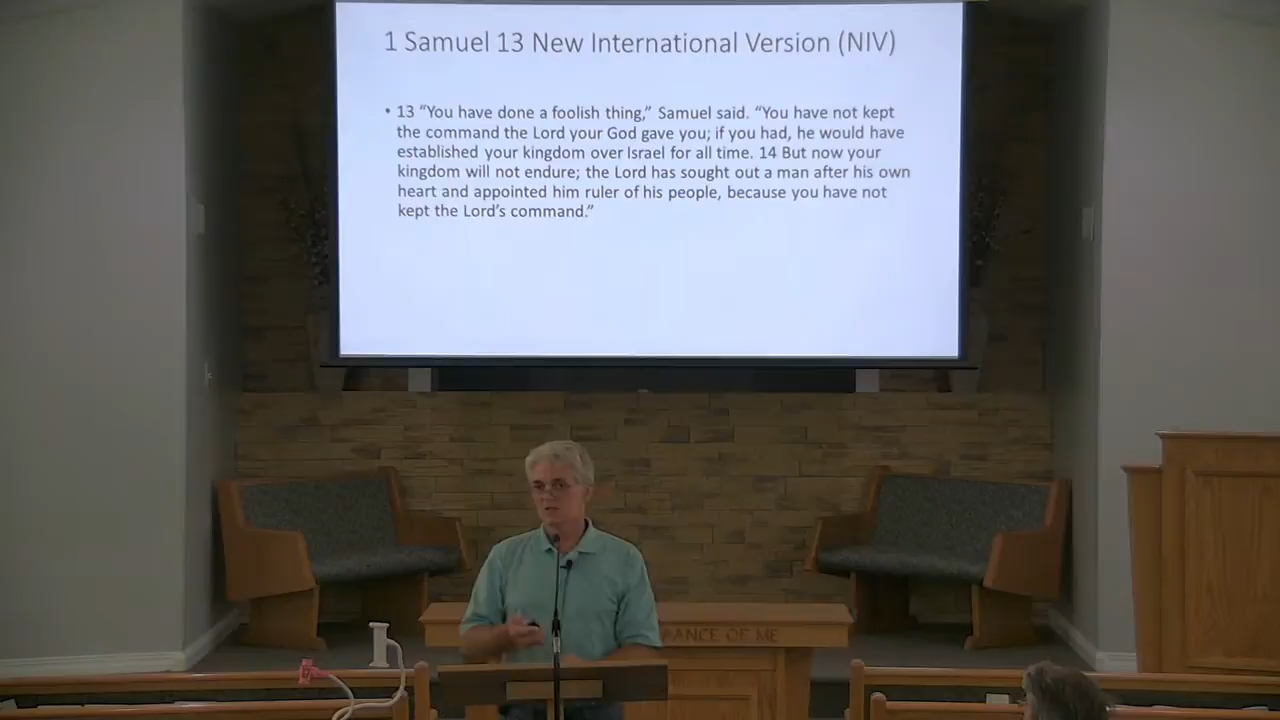 1 Samuel 13 New International Version (NIV)
• 13 “You have done a foolish thing,” Samuel said. “You have not kept
the command the Lord your God gave you; if you had, he would have
established your kingdom over Israel for all time. 14 But now your
kingdom will not endure; the Lord has sought out a man after his own
heart and appointed him ruler of his people, because you have not
kept the Lord’s command.”
OF ME